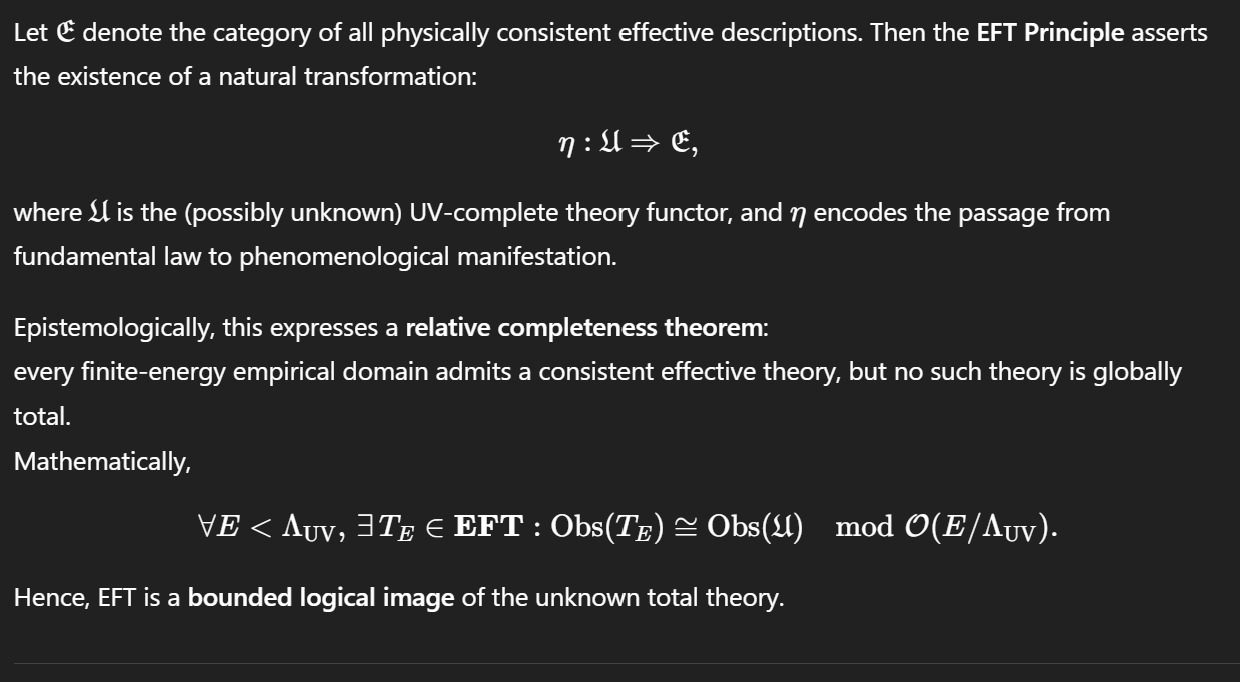 Let 𝔈 denote the category of all physically consistent effective descriptions. Then the EFT Principle asserts
the existence of a natural transformation:
η : 𝔘 ⇒ 𝔈,
where 𝔘 is the (possibly unknown) UV-complete theory functor, and η encodes the passage from
fundamental law to phenomenological manifestation.
Epistemologically, this expresses a relative completeness theorem:
every finite-energy empirical domain admits a consistent effective theory, but no such theory is globally
total.
Mathematically,
∀E < Λ_UV, ∃ T_E ∈ EFT : Obs(T_E) ≅ Obs(𝔘) mod 𝒪(E/Λ_UV).
Hence, EFT is a bounded logical image of the unknown total theory.